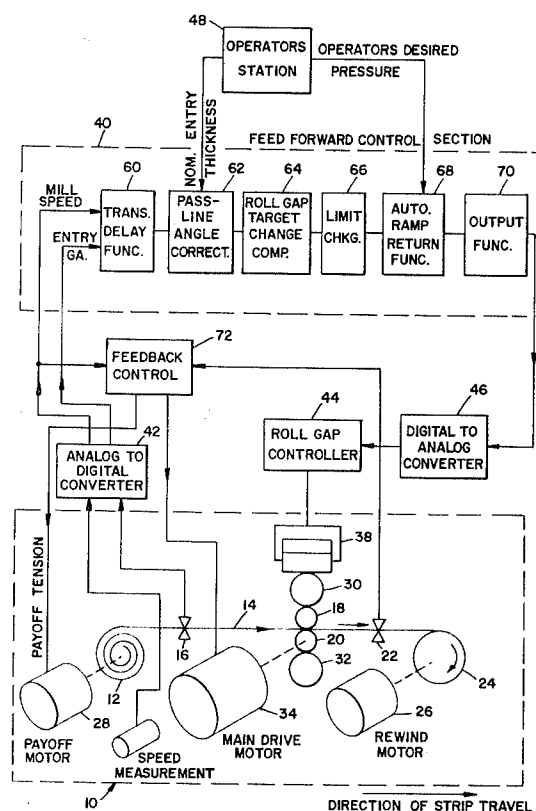 48
OPERATORS
STATION
OPERATORS DESIRED
PRESSURE
NOM. ENTRY
THICKNESS
40
FEED FORWARD CONTROL SECTION
60
62
64
66
68
70
MILL
SPEED
ENTRY
GA.
TRANS.
DELAY
FUNC.
PASS-
LINE
ANGLE
CORRECT.
ROLL GAP
TARGET
CHANGE
COMP.
LIMIT
CHKG.
AUTO.
RAMP
RETURN
FUNC.
OUTPUT
FUNC.
72
FEEDBACK
CONTROL
44
ROLL GAP
CONTROLLER
46
DIGITAL TO
ANALOG
CONVERTER
42
ANALOG TO
DIGITAL
CONVERTER
PAYOFF TENSION
38
30
18
14
20
16
32
22
12
24
28
34
26
PAYOFF
MOTOR
SPEED
MEASUREMENT
MAIN DRIVE
MOTOR
REWIND
MOTOR
10
DIRECTION OF STRIP TRAVEL